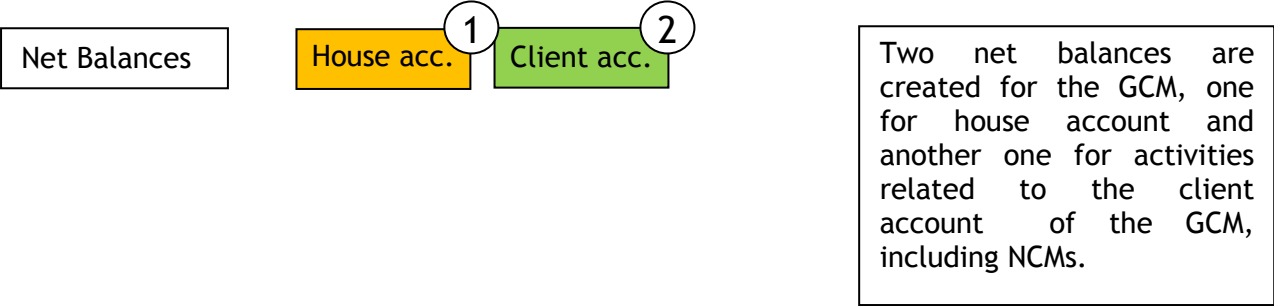 Net Balances
House acc.
1
Client acc.
2
Two net balances are
created for the GCM, one
for house account and
another one for activities
related to the client
account of the GCM,
including NCMs.